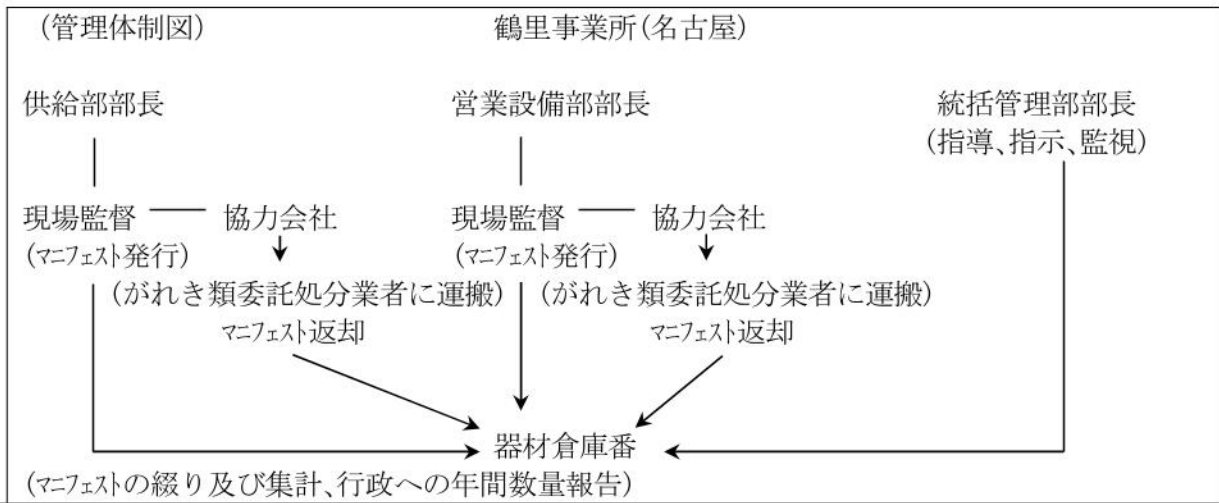 (管理体制図) 鶴里事業所(名古屋)
供給部部長 営業設備部部長 統括管理部部長
(指導、指示、監視)
現場監督 協力会社 現場監督 協力会社
(マニフェスト発行) (マニフェスト発行)
(がれき類委託処分業者に運搬) (がれき類委託処分業者に運搬)
マニフェスト返却 マニフェスト返却
器材倉庫番
(マニフェストの綴り及び集計、行政への年間数量報告)